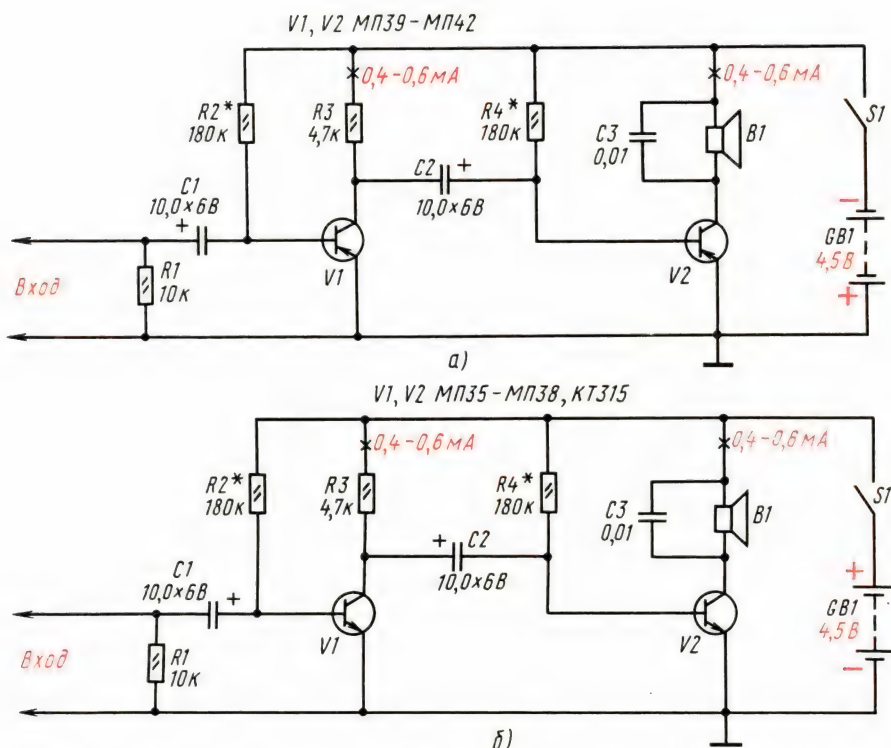 V1, V2 МП39-МП42
0,4-0,6мА
0,4-0,6мА
R2*
180к
R3
4,7к
R4*
180к
C3
0,01
B1
S1
C1
10,0×6В
+
C2
+
10,0×6В
V1
V2
Вход
R1
10к
−
GB1
4,5В
+
а)
V1, V2 МП35-МП38, КТ315
0,4-0,6мА
0,4-0,6мА
R2*
180к
R3
4,7к
R4*
180к
C3
0,01
B1
S1
C1
10,0×6В
+
+
C2
10,0×6В
V1
V2
Вход
R1
10к
+
GB1
4,5В
−
б)